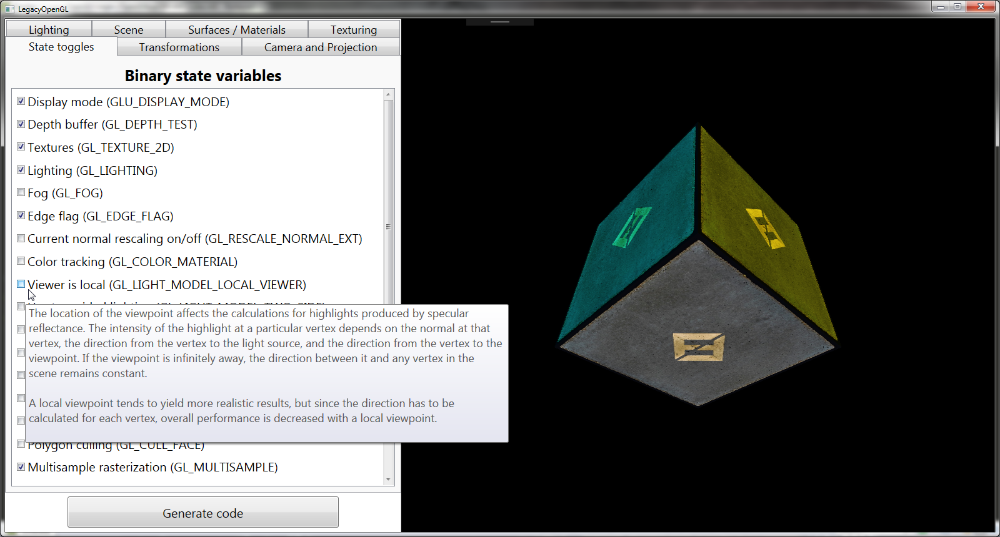 LegacyOpenGL
Lighting
Scene
Surfaces / Materials
Texturing
State toggles
Transformations
Camera and Projection
Binary state variables
Display mode (GLU_DISPLAY_MODE)
Depth buffer (GL_DEPTH_TEST)
Textures (GL_TEXTURE_2D)
Lighting (GL_LIGHTING)
Fog (GL_FOG)
Edge flag (GL_EDGE_FLAG)
Current normal rescaling on/off (GL_RESCALE_NORMAL_EXT)
Color tracking (GL_COLOR_MATERIAL)
Viewer is local (GL_LIGHT_MODEL_LOCAL_VIEWER)
The location of the viewpoint affects the calculations for highlights produced by specular
reflectance. The intensity of the highlight at a particular vertex depends on the normal at that
vertex, the direction from the vertex to the light source, and the direction from the vertex to the
viewpoint. If the viewpoint is infinitely away, the direction between it and any vertex in the
scene remains constant.
A local viewpoint tends to yield more realistic results, but since the direction has to be
calculated for each vertex, overall performance is decreased with a local viewpoint.
Polygon culling (GL_CULL_FACE)
Multisample rasterization (GL_MULTISAMPLE)
Generate code